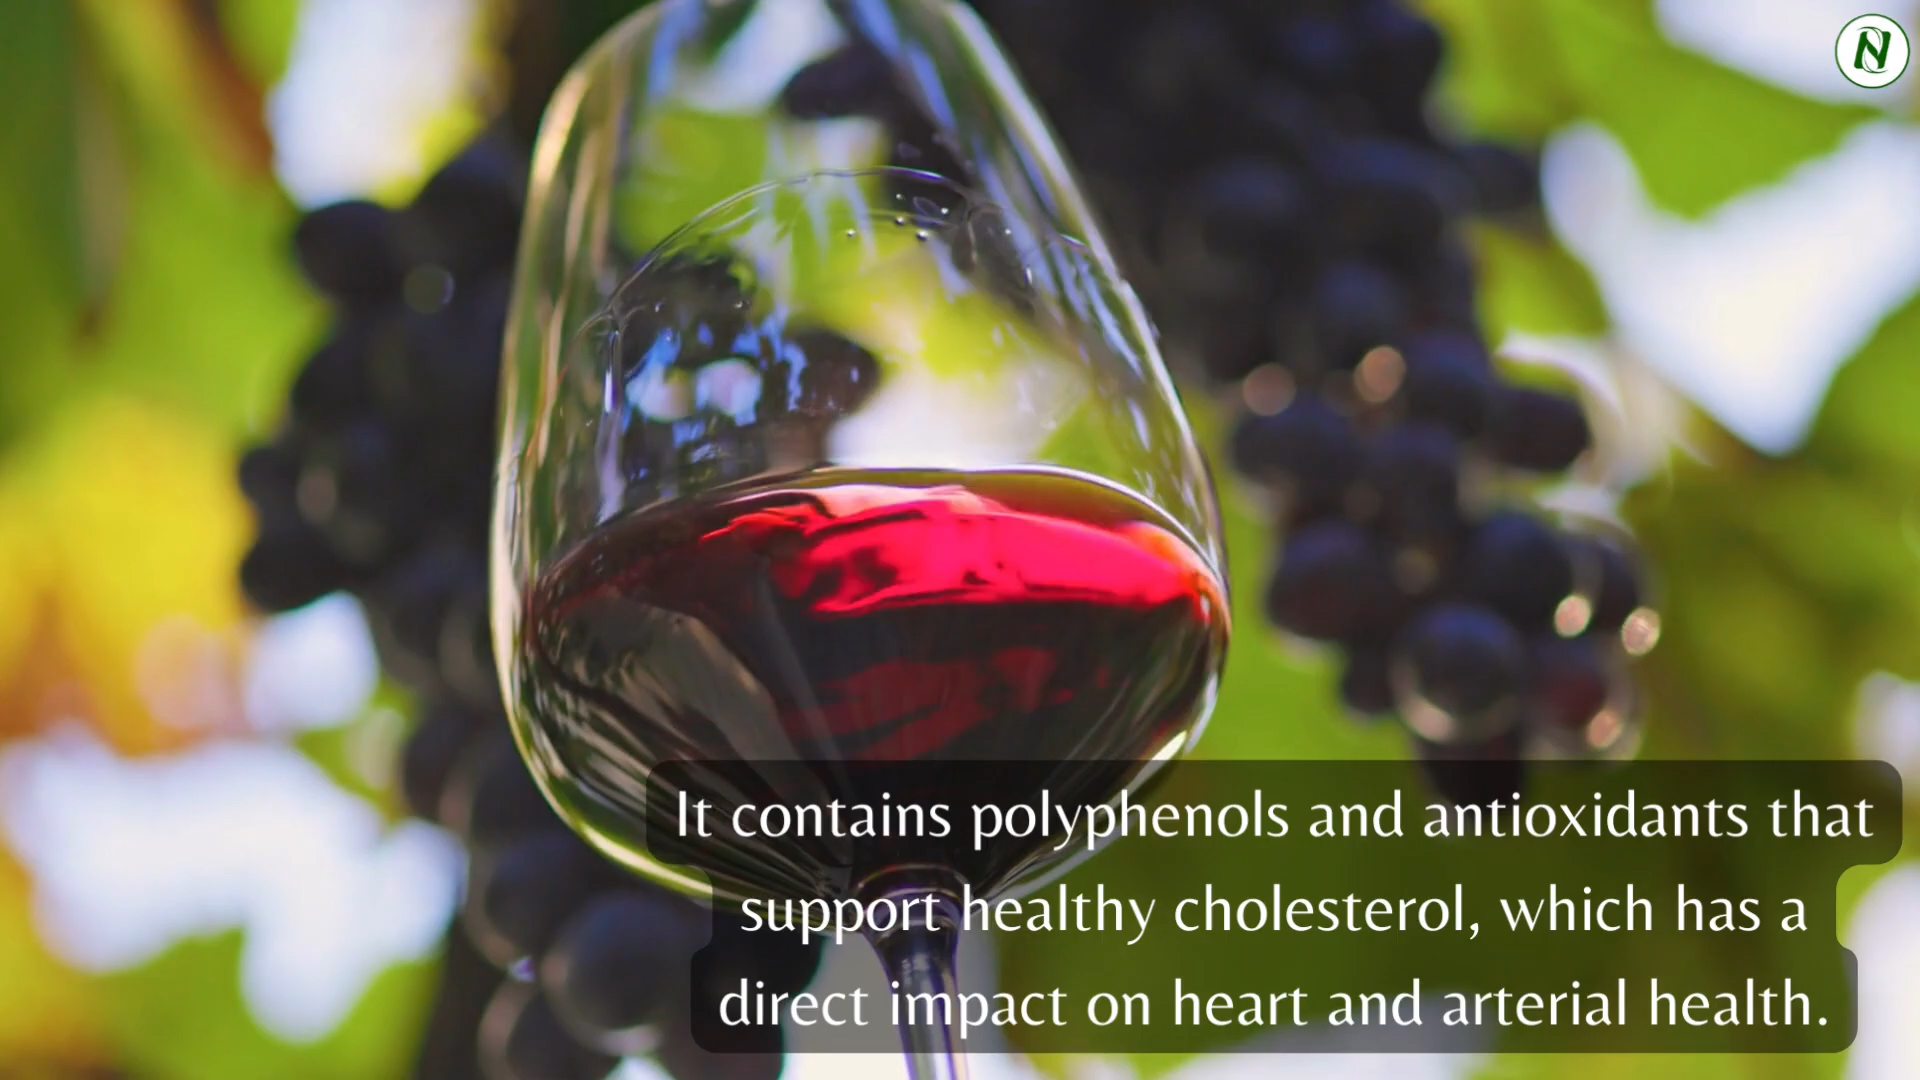 N
It contains polyphenols and antioxidants that
support healthy cholesterol, which has a
direct impact on heart and arterial health.